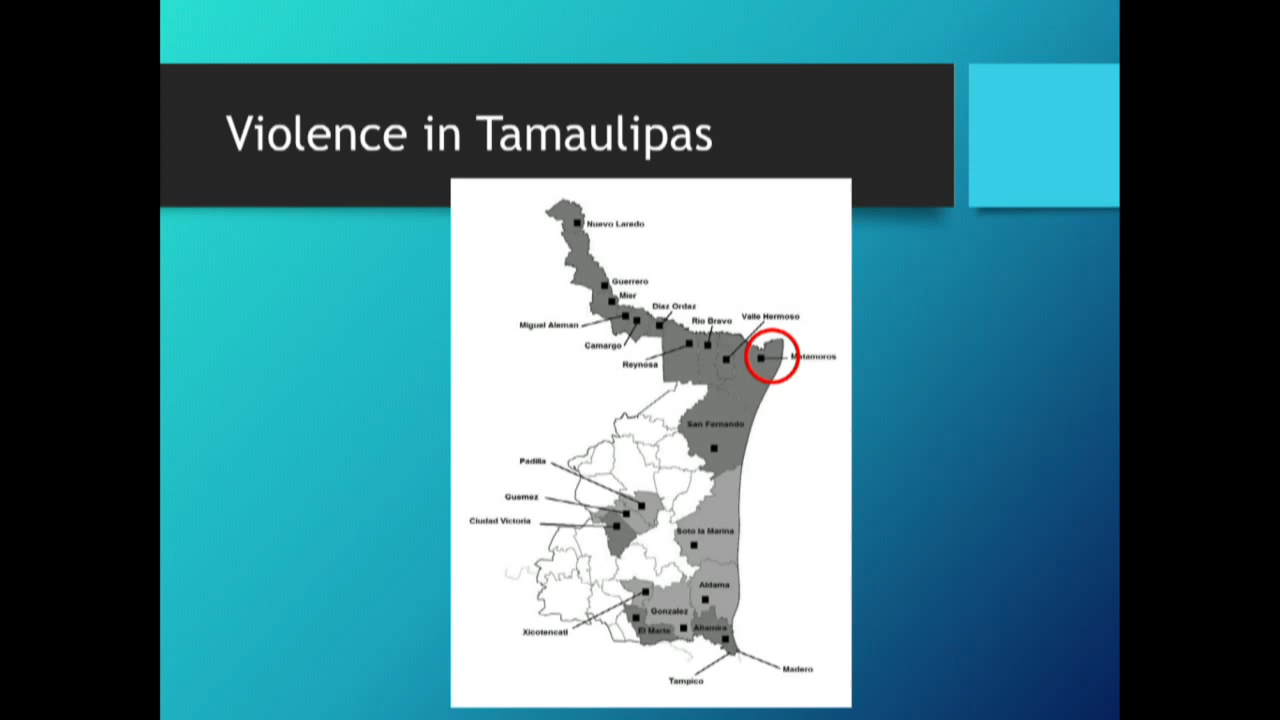 Violence in Tamaulipas
Nuevo Laredo
Guerrero
Mier
Diaz Ordaz
Miguel Aleman
Rio Bravo
Valle Hermoso
Camargo
Reynosa
Matamoros
San Fernando
Padilla
Guemez
Ciudad Victoria
Soto la Marina
Aldama
Gonzalez
Xicotencatl
El Mante
Altamira
Madero
Tampico